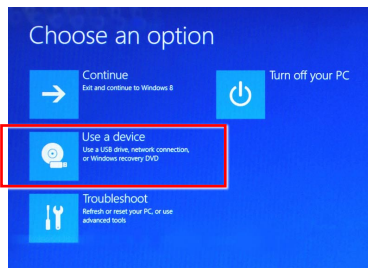 Choose an option
Continue
Exit and continue to Windows 8
Turn off your PC
Use a device
Use a USB drive, network connection,
or Windows recovery DVD
Troubleshoot
Refresh or reset your PC, or use
advanced tools